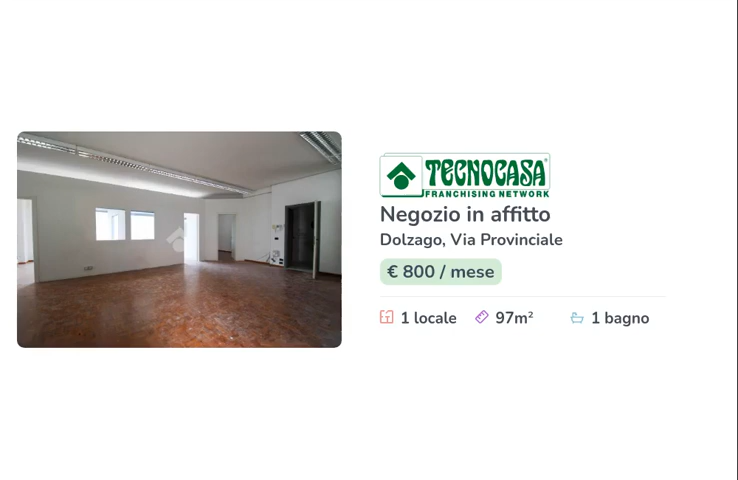 TECNOCASA
FRANCHISING NETWORK
Negozio in affitto
Dolzago, Via Provinciale
€ 800 / mese
1 locale 97m² 1 bagno